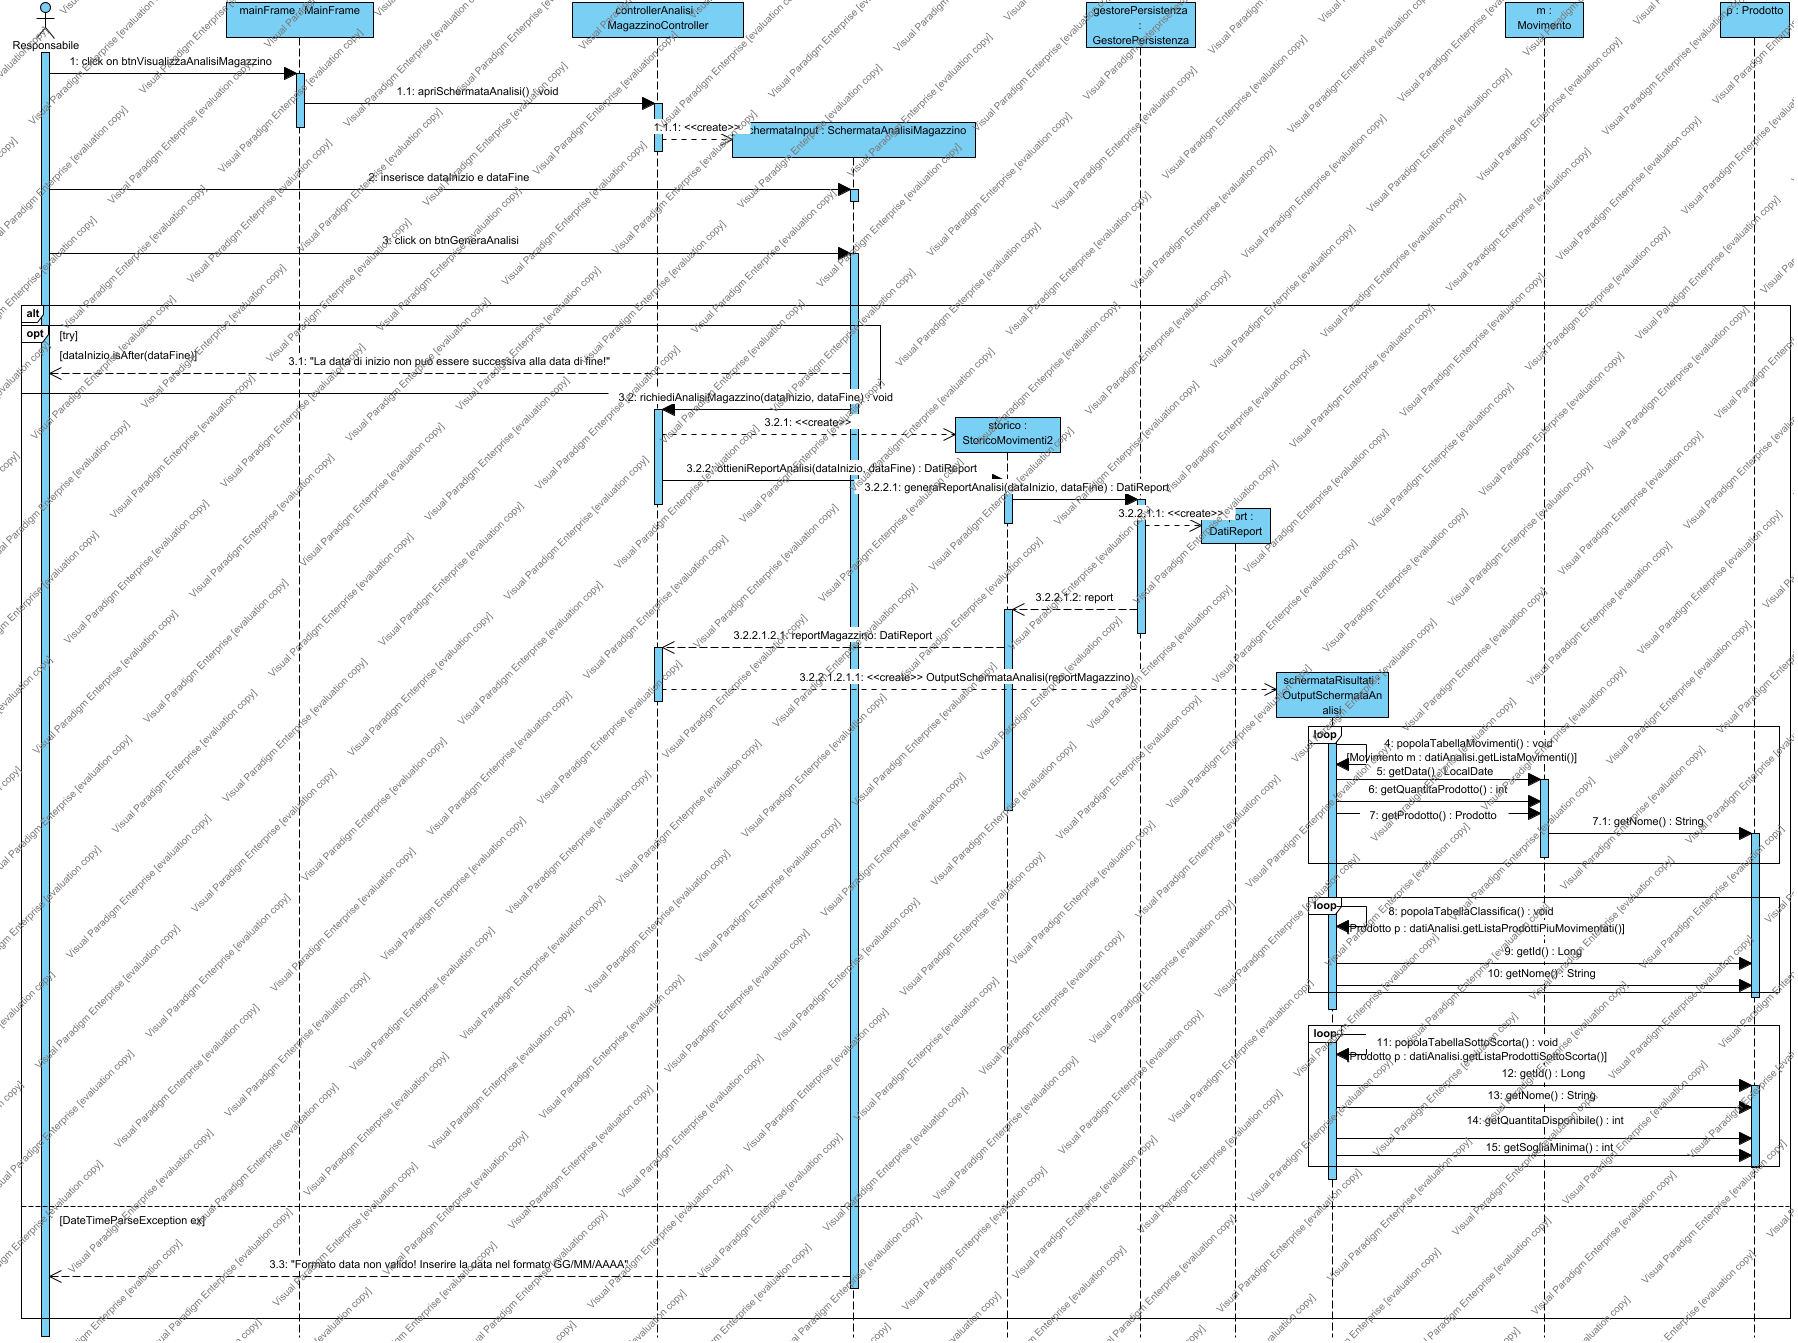 Responsabile
mainFrame : MainFrame
controllerAnalisi :
MagazzinoController
gestorePersistenza
:
GestorePersistenza
m :
Movimento
p : Prodotto
1: click on btnVisualizzaAnalisiMagazzino
1.1: apriSchermataAnalisi() : void
1.1.1: <<create>>
chermataInput : SchermataAnalisiMagazzino
2: inserisce dataInizio e dataFine
3: click on btnGeneraAnalisi
alt
opt
[try]
[dataInizio.isAfter(dataFine)]
3.1: "La data di inizio non può essere successiva alla data di fine!"
3.2: richiediAnalisiMagazzino(dataInizio, dataFine) : void
3.2.1: <<create>>
storico :
StoricoMovimenti2
3.2.2: ottieniReportAnalisi(dataInizio, dataFine) : DatiReport
3.2.2.1: generaReportAnalisi(dataInizio, dataFine) : DatiReport
3.2.2.1.1: <<create>>
ort :
DatiReport
3.2.2.1.2: report
3.2.2.1.2.1: reportMagazzino: DatiReport
3.2.2.1.2.1.1: <<create>> OutputSchermataAnalisi(reportMagazzino)
schermataRisultati :
OutputSchermataAn
alisi
loop
4: popolaTabellaMovimenti() : void
[Movimento m : datiAnalisi.getListaMovimenti()]
5: getData() : LocalDate
6: getQuantitaProdotto() : int
7: getProdotto() : Prodotto
7.1: getNome() : String
loop
8: popolaTabellaClassifica() : void
[Prodotto p : datiAnalisi.getListaProdottiPiuMovimentati()]
9: getId() : Long
10: getNome() : String
loop
11: popolaTabellaSottoScorta() : void
[Prodotto p : datiAnalisi.getListaProdottiSottoScorta()]
12: getId() : Long
13: getNome() : String
14: getQuantitaDisponibile() : int
15: getSogliaMinima() : int
[DateTimeParseException ex]
3.3: "Formato data non valido! Inserire la data nel formato GG/MM/AAAA"
Visual Paradigm Enterprise [evaluation copy]